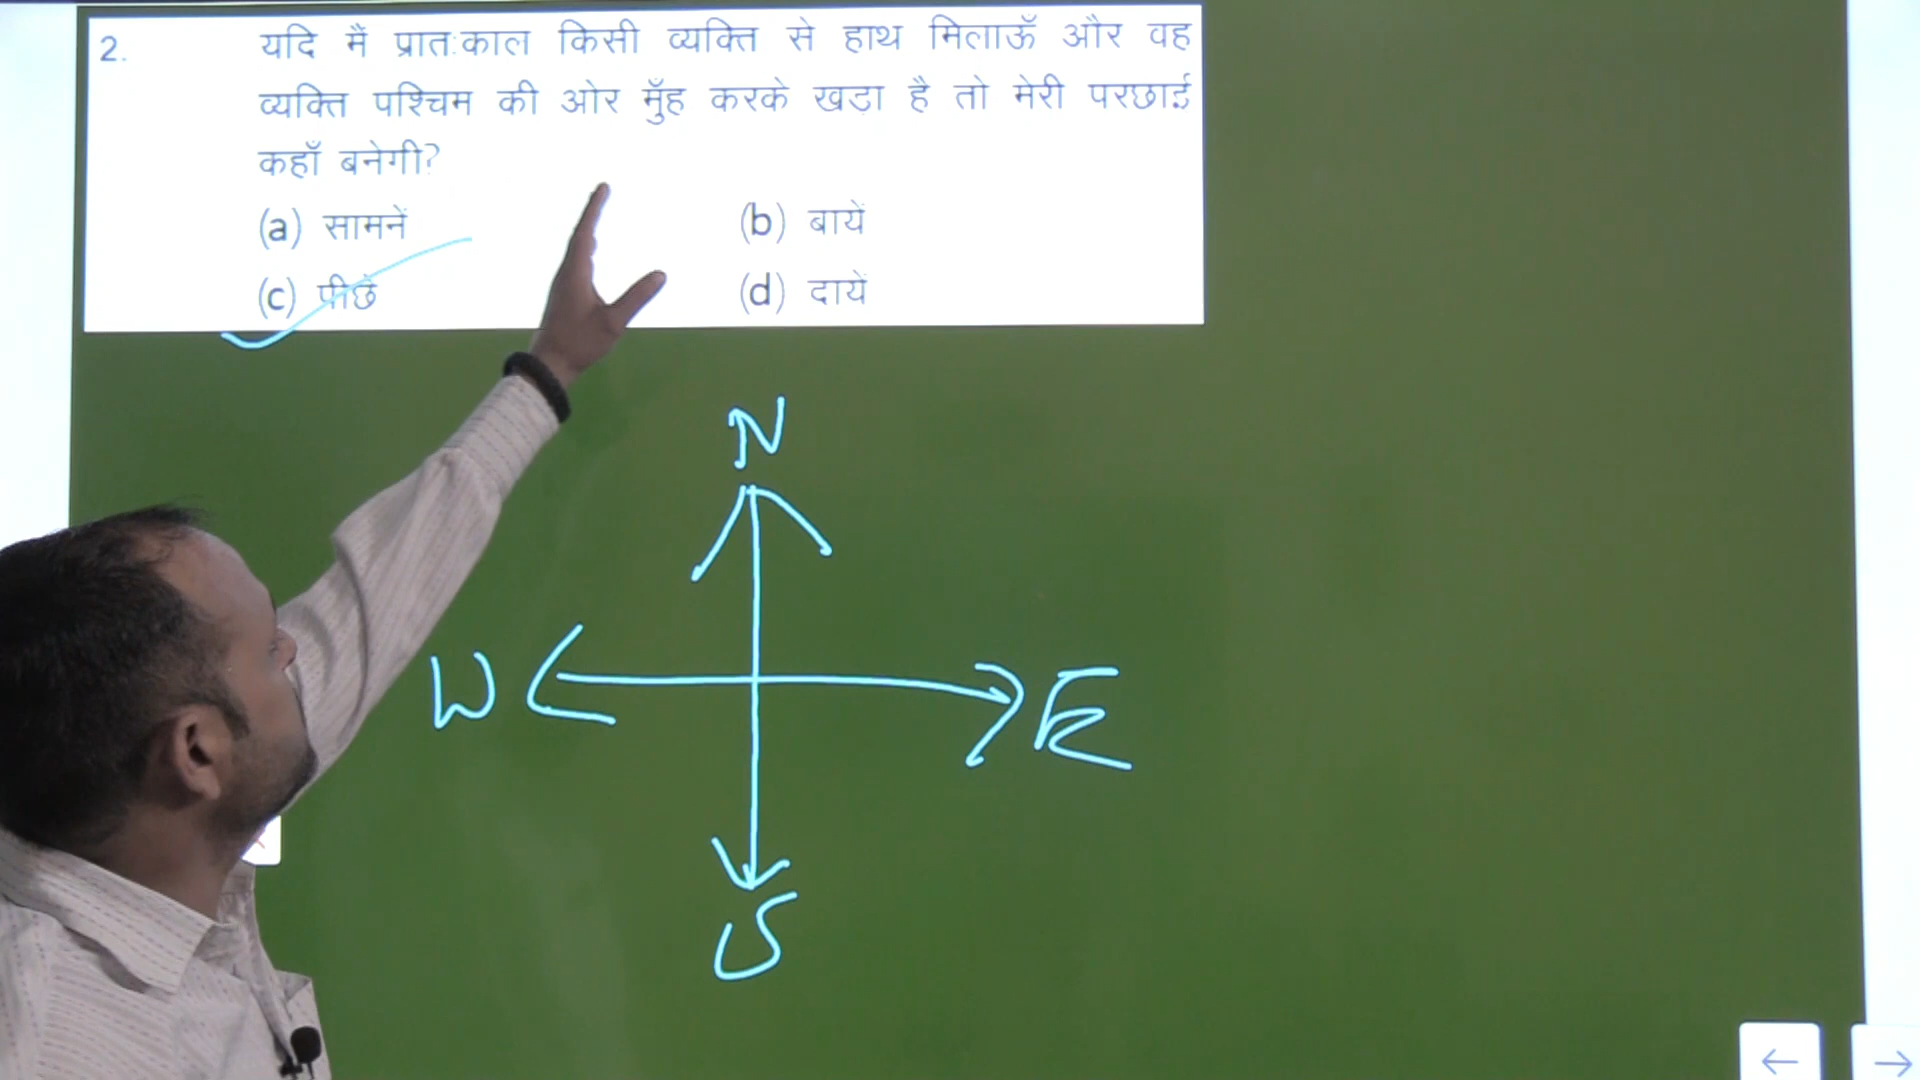 2. यदि मैं प्रातःकाल किसी व्यक्ति से हाथ मिलाऊँ और वह
व्यक्ति पश्चिम की ओर मुँह करके खड़ा है तो मेरी परछाई
कहाँ बनेगी?
(a) सामनें (b) बायें
(c) पीछे (d) दायें
N
W E
S